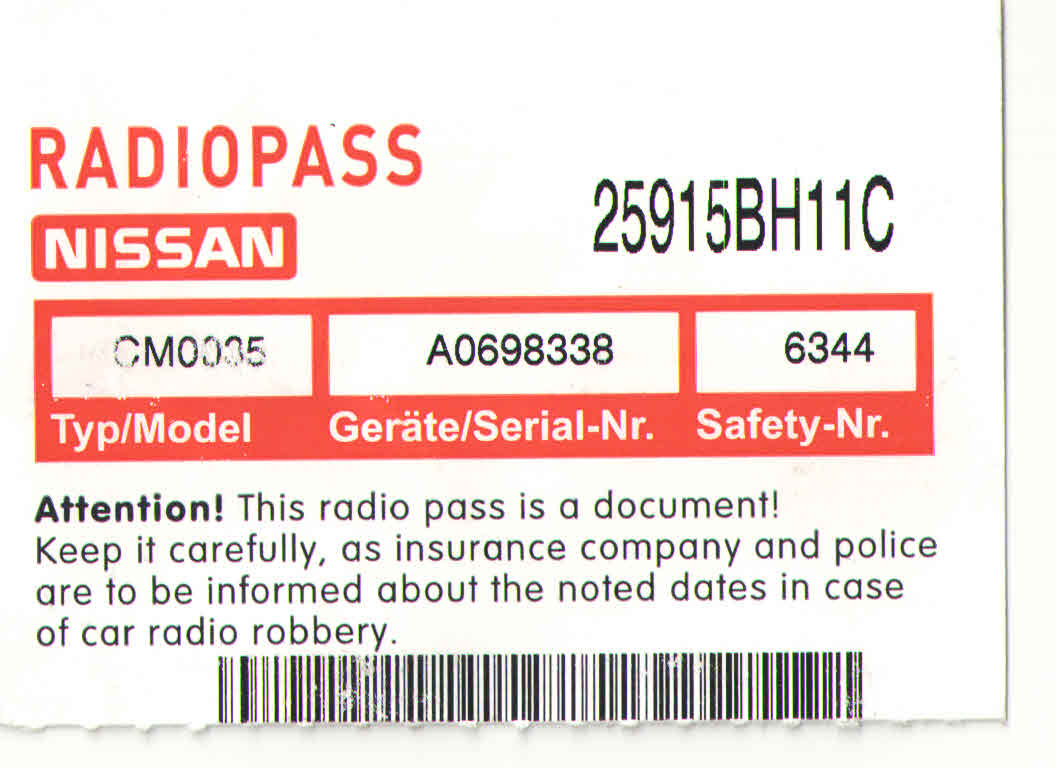 RADIOPASS
NISSAN
25915BH11C
CM0035 A0698338 6344
Typ/Model Geräte/Serial-Nr. Safety-Nr.
Attention! This radio pass is a document!
Keep it carefully, as insurance company and police
are to be informed about the noted dates in case
of car radio robbery.